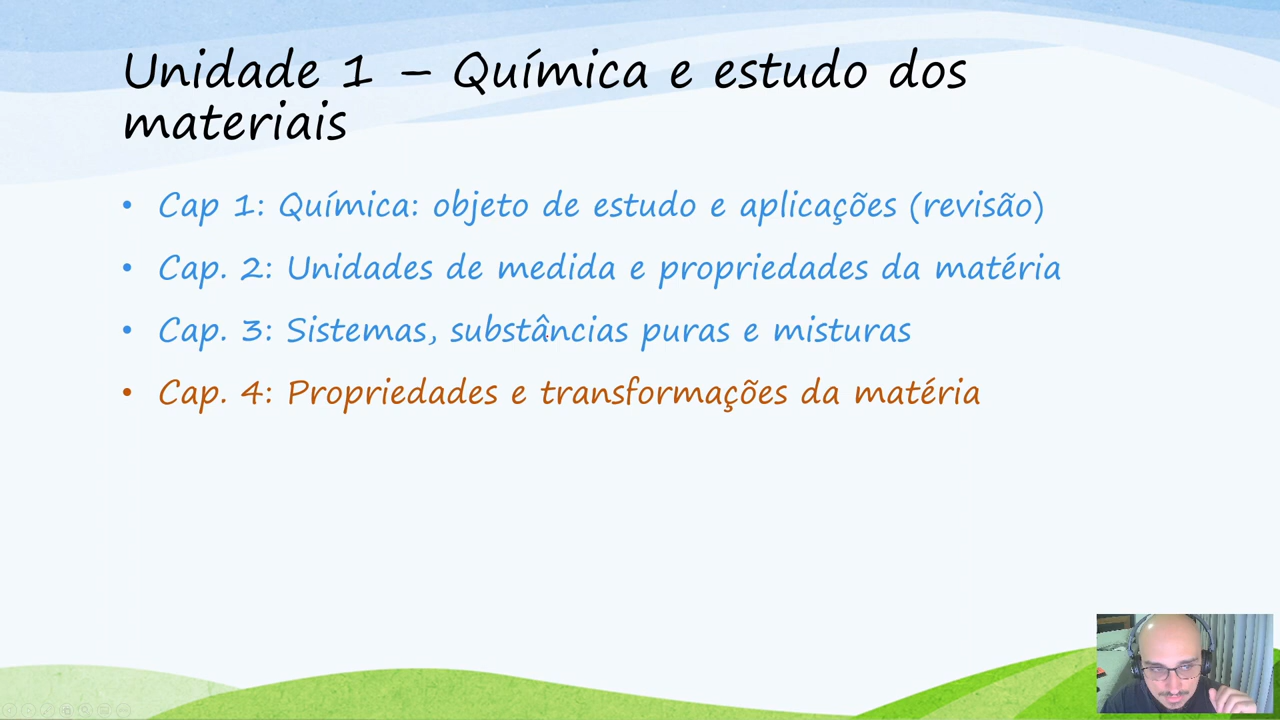 Unidade 1 – Química e estudo dos
materiais
• Cap 1: Química: objeto de estudo e aplicações (revisão)
• Cap. 2: Unidades de medida e propriedades da matéria
• Cap. 3: Sistemas, substâncias puras e misturas
• Cap. 4: Propriedades e transformações da matéria